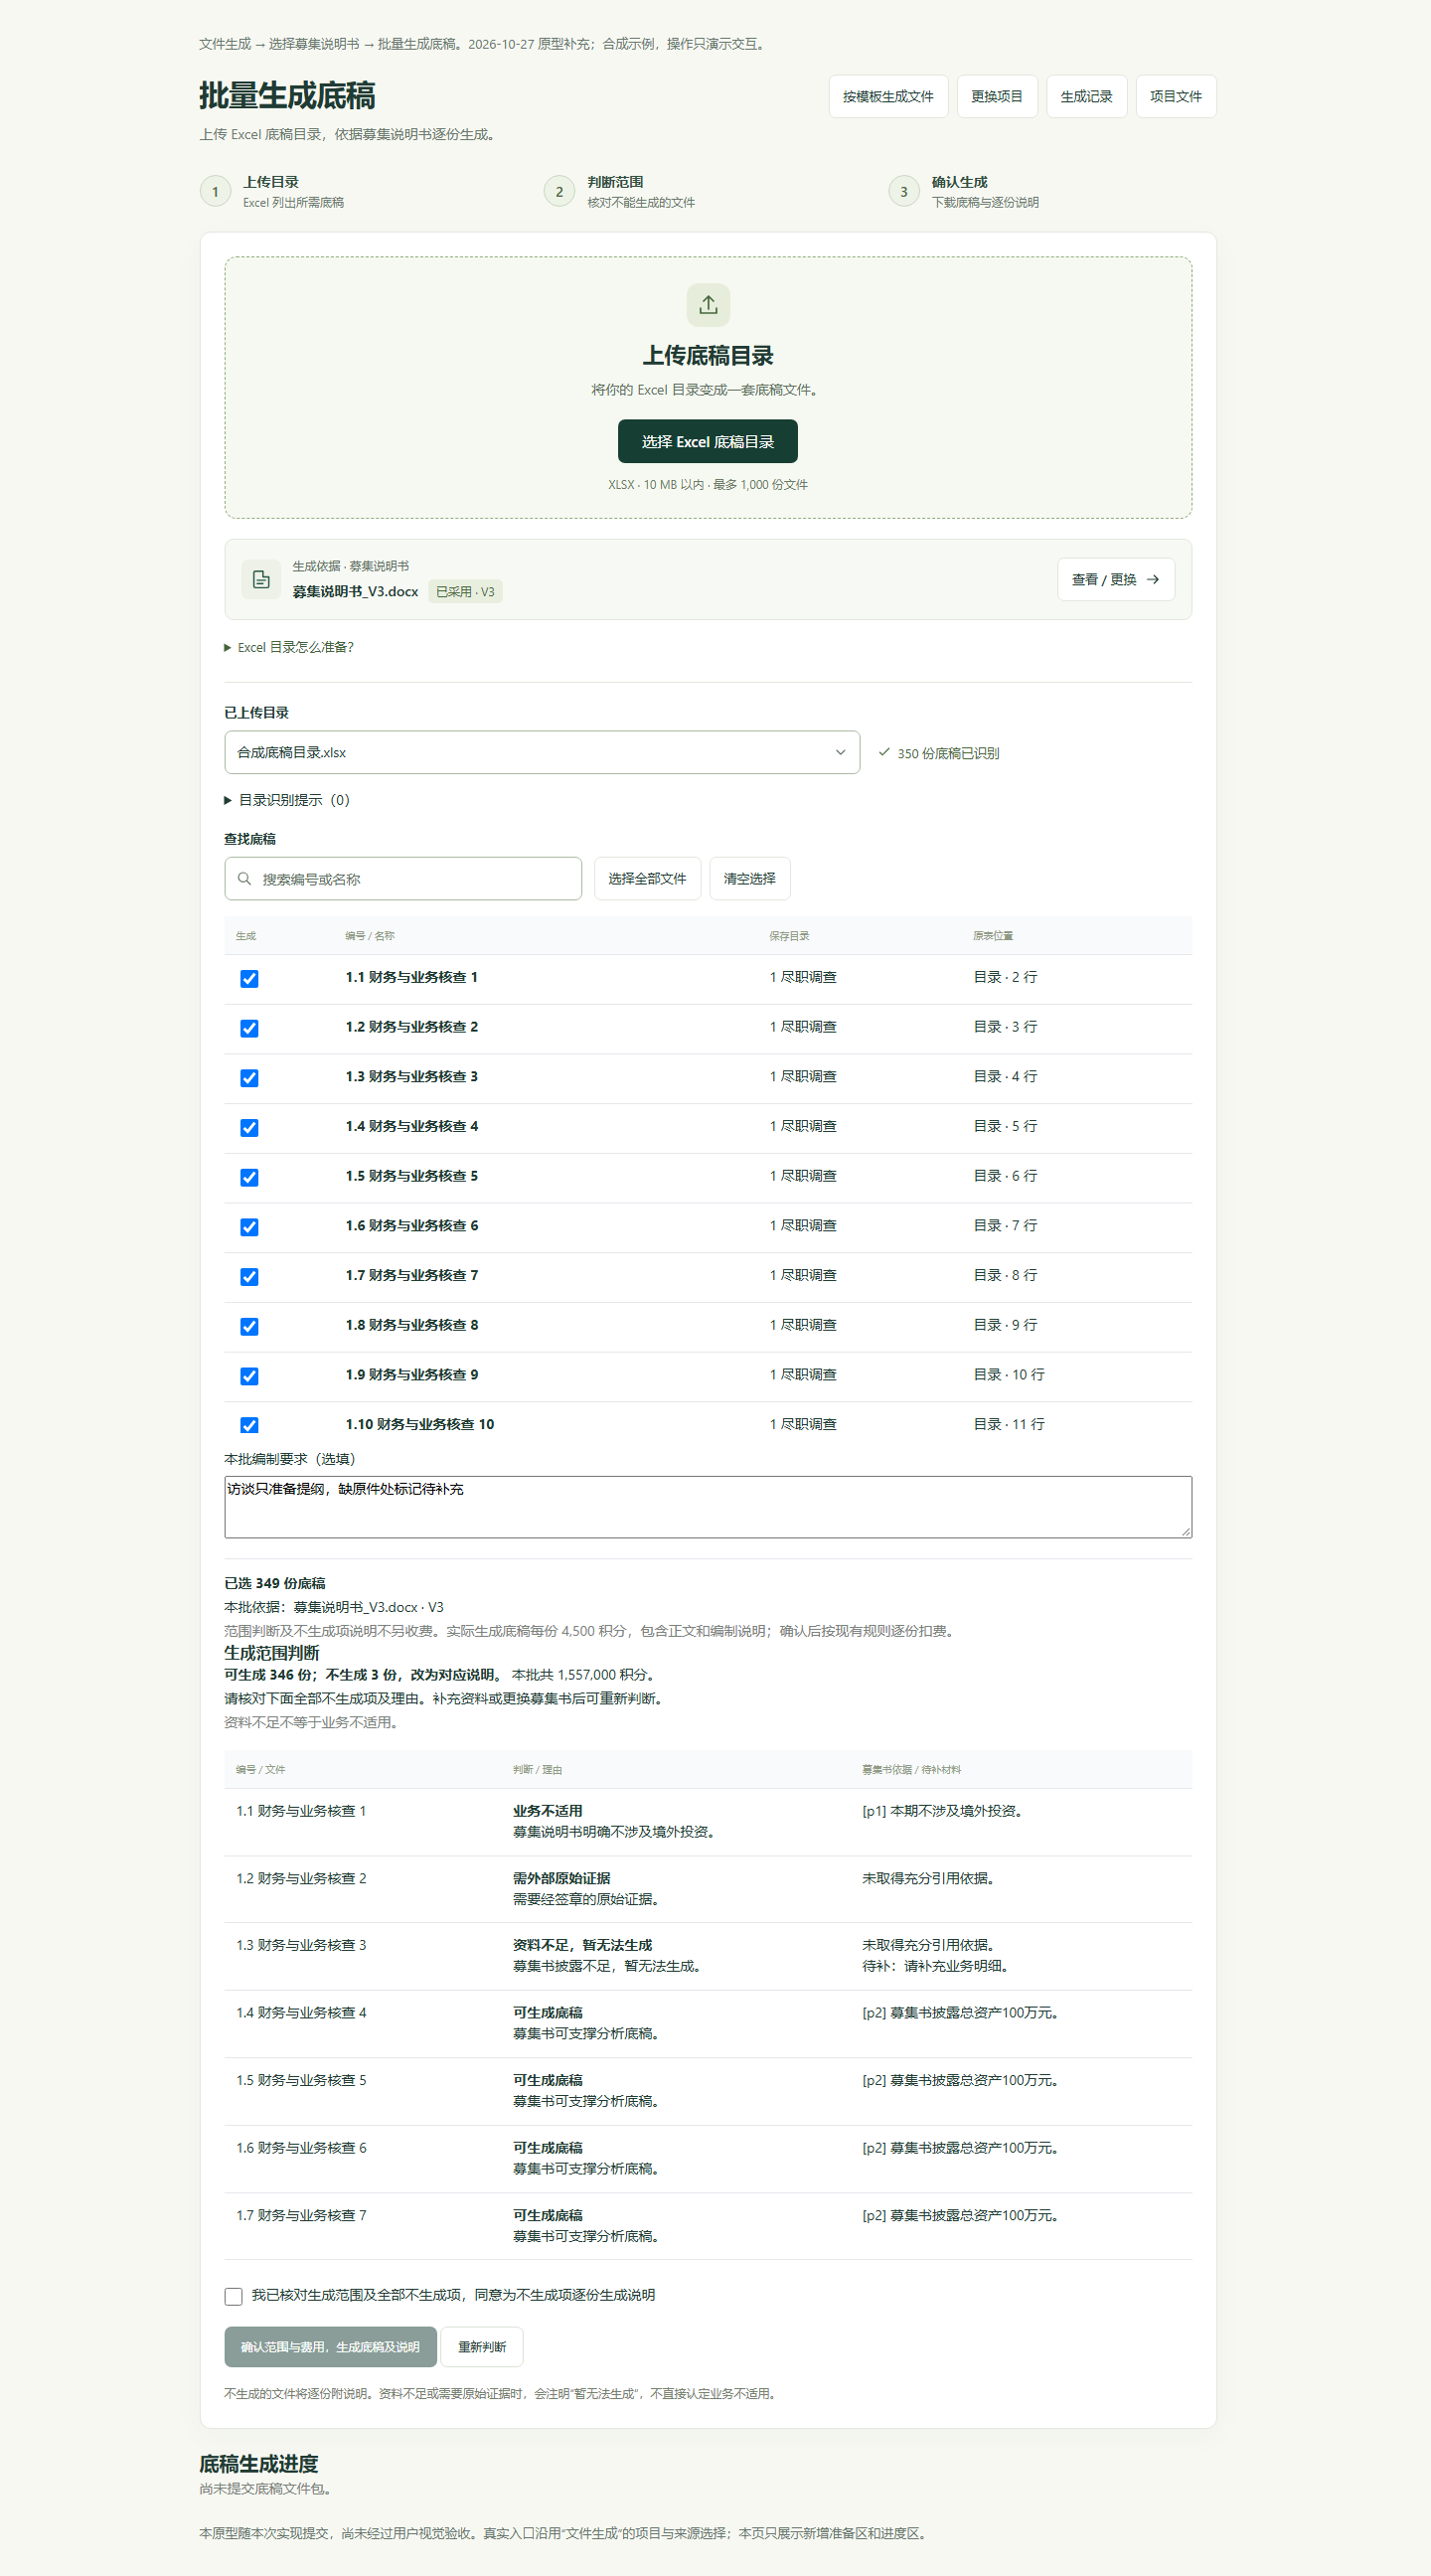 文件生成 → 选择募集说明书 → 批量生成底稿。2026-10-27 原型补充；合成示例，操作只演示交互。
批量生成底稿
按模板生成文件
更换项目
生成记录
项目文件
上传 Excel 底稿目录，依据募集说明书逐份生成。
1
上传目录
Excel 列出所需底稿
2
判断范围
核对不能生成的文件
3
确认生成
下载底稿与逐份说明
上传底稿目录
将你的 Excel 目录变成一套底稿文件。
选择 Excel 底稿目录
XLSX · 10 MB 以内 · 最多 1,000 份文件
生成依据 · 募集说明书
募集说明书_V3.docx 已采用 · V3
查看 / 更换 →
▶ Excel 目录怎么准备？
已上传目录
合成底稿目录.xlsx
✓ 350 份底稿已识别
▶ 目录识别提示（0）
查找底稿
搜索编号或名称
选择全部文件
清空选择
生成 编号 / 名称 保存目录 原表位置
1.1 财务与业务核查 1 1 尽职调查 目录 · 2 行
1.2 财务与业务核查 2 1 尽职调查 目录 · 3 行
1.3 财务与业务核查 3 1 尽职调查 目录 · 4 行
1.4 财务与业务核查 4 1 尽职调查 目录 · 5 行
1.5 财务与业务核查 5 1 尽职调查 目录 · 6 行
1.6 财务与业务核查 6 1 尽职调查 目录 · 7 行
1.7 财务与业务核查 7 1 尽职调查 目录 · 8 行
1.8 财务与业务核查 8 1 尽职调查 目录 · 9 行
1.9 财务与业务核查 9 1 尽职调查 目录 · 10 行
1.10 财务与业务核查 10 1 尽职调查 目录 · 11 行
本批编制要求（选填）
访谈只准备提纲，缺原件处标记待补充
已选 349 份底稿
本批依据：募集说明书_V3.docx · V3
范围判断及不生成项说明不另收费。实际生成底稿每份 4,500 积分，包含正文和编制说明；确认后按现有规则逐份扣费。
生成范围判断
可生成 346 份；不生成 3 份，改为对应说明。 本批共 1,557,000 积分。
请核对下面全部不生成项及理由。补充资料或更换募集书后可重新判断。
资料不足不等于业务不适用。
编号 / 文件 判断 / 理由 募集书依据 / 待补材料
1.1 财务与业务核查 1 业务不适用 [p1] 本期不涉及境外投资。
募集说明书明确不涉及境外投资。
1.2 财务与业务核查 2 需外部原始证据 未取得充分引用依据。
需要经签章的原始证据。
1.3 财务与业务核查 3 资料不足，暂无法生成 未取得充分引用依据。
募集书披露不足，暂无法生成。 待补：请补充业务明细。
1.4 财务与业务核查 4 可生成底稿 [p2] 募集书披露总资产100万元。
募集书可支撑分析底稿。
1.5 财务与业务核查 5 可生成底稿 [p2] 募集书披露总资产100万元。
募集书可支撑分析底稿。
1.6 财务与业务核查 6 可生成底稿 [p2] 募集书披露总资产100万元。
募集书可支撑分析底稿。
1.7 财务与业务核查 7 可生成底稿 [p2] 募集书披露总资产100万元。
募集书可支撑分析底稿。
我已核对生成范围及全部不生成项，同意为不生成项逐份生成说明
确认范围与费用，生成底稿及说明
重新判断
不生成的文件将逐份附说明。资料不足或需要原始证据时，会注明“暂无法生成”，不直接认定业务不适用。
底稿生成进度
尚未提交底稿文件包。
本原型随本次实现提交，尚未经过用户视觉验收。真实入口沿用“文件生成”的项目与来源选择；本页只展示新增准备区和进度区。